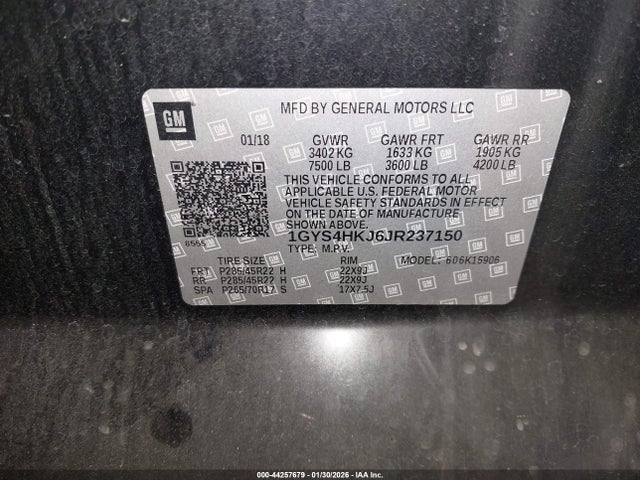 GM
MFD BY GENERAL MOTORS LLC
01/18 GVWR GAWR FRT GAWR RR
3402 KG 1633 KG 1905 KG
7500 LB 3600 LB 4200 LB
THIS VEHICLE CONFORMS TO ALL
APPLICABLE U.S. FEDERAL MOTOR
VEHICLE SAFETY STANDARDS IN EFFECT
ON THE DATE OF MANUFACTURE
SHOWN ABOVE.
1GYS4HKJ6JR237150
TYPE: M.P.V. MODEL: 606K15906
TIRE SIZE RIM
FRT P285/45R22 H 22X9J
RR P285/45R22 H 22X9J
SPA P265/70R17 S 17X7.5J
000-44257679 - 01/30/2026 - IAA Inc.